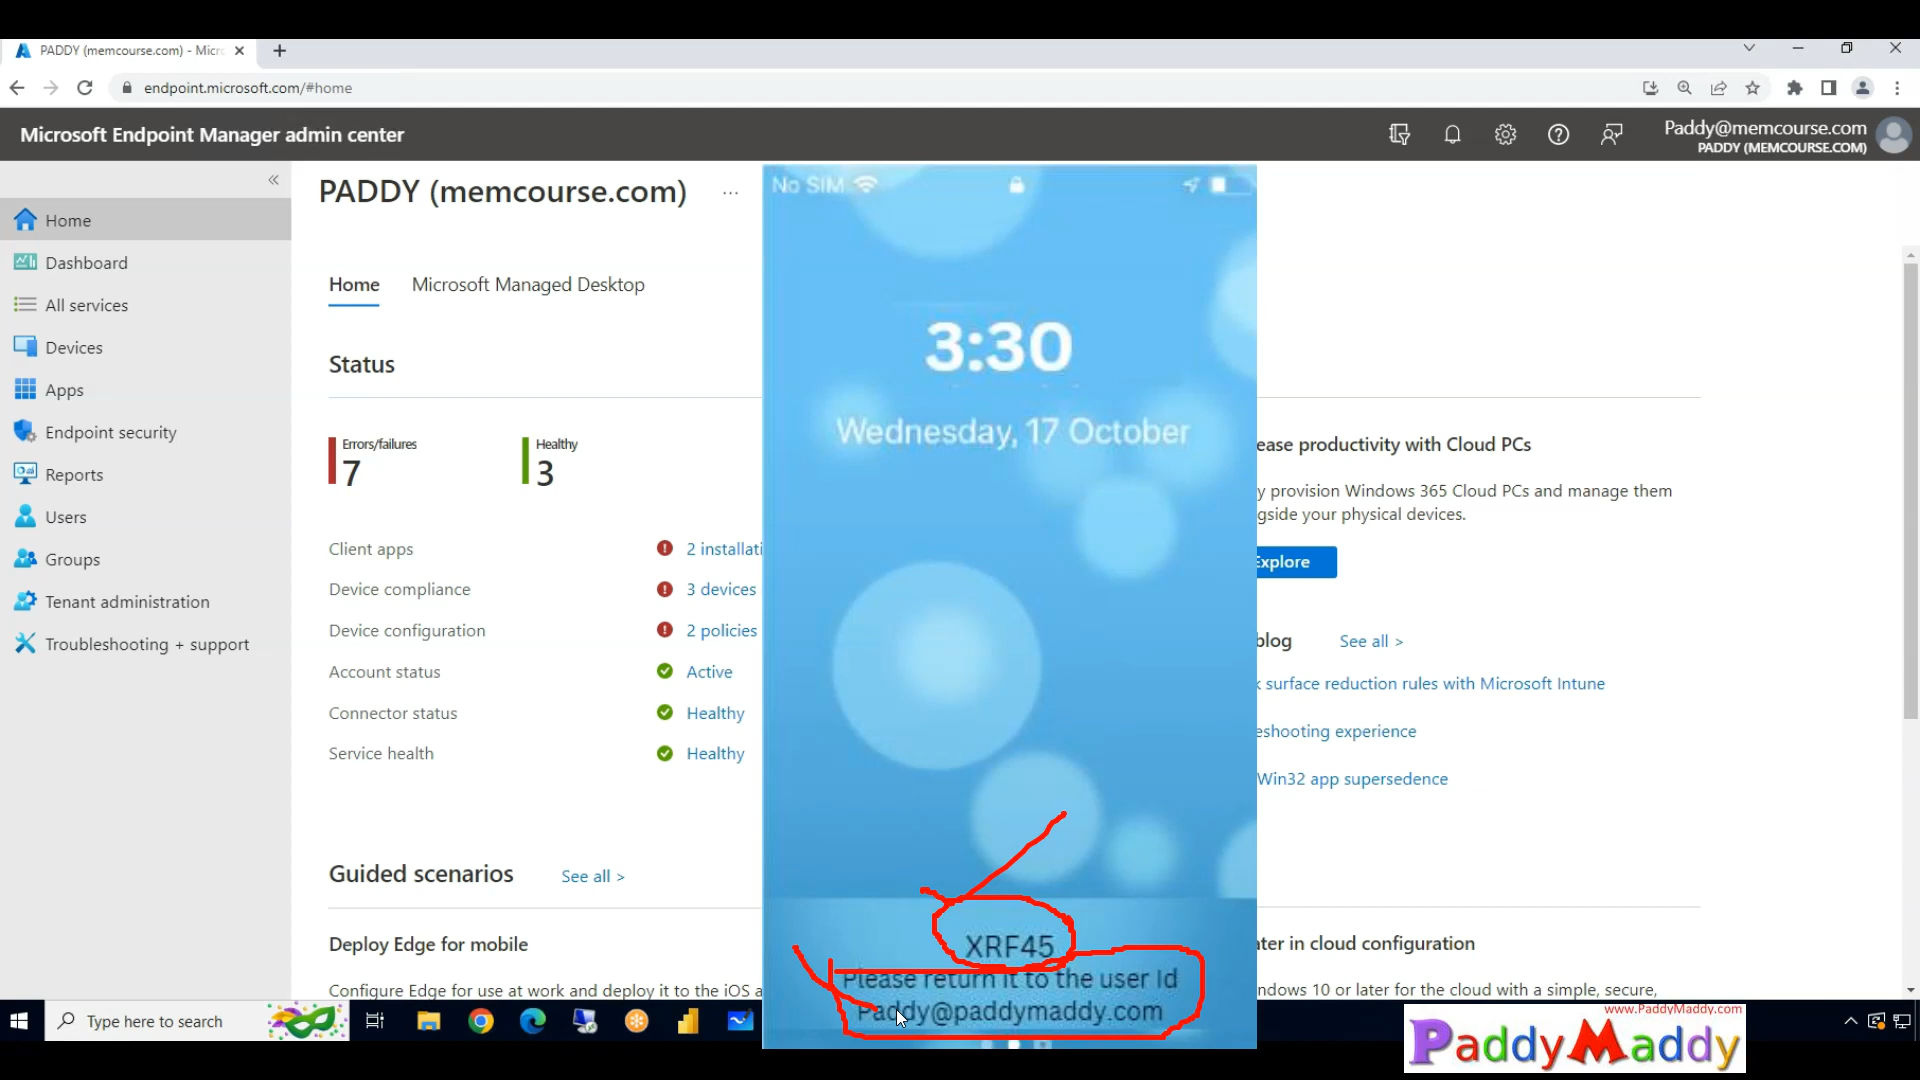 PADDY (memcourse.com) - Micr
endpoint.microsoft.com/#home
Microsoft Endpoint Manager admin center
Paddy@memcourse.com
PADDY (MEMCOURSE.COM)
Home
Dashboard
All services
Devices
Apps
Endpoint security
Reports
Users
Groups
Tenant administration
Troubleshooting + support
PADDY (memcourse.com)
Home
Microsoft Managed Desktop
Status
Errors/failures
7
Healthy
3
Client apps
2 installati
Device compliance
3 devices
Device configuration
2 policies
Account status
Active
Connector status
Healthy
Service health
Healthy
Guided scenarios
See all >
Deploy Edge for mobile
Configure Edge for use at work and deploy it to the iOS a
No SIM
3:30
Wednesday, 17 October
XRF45
Please return it to the user Id
Paddy@paddymaddy.com
ease productivity with Cloud PCs
y provision Windows 365 Cloud PCs and manage them
gside your physical devices.
Explore
blog
See all >
k surface reduction rules with Microsoft Intune
eshooting experience
Win32 app supersedence
ater in cloud configuration
ndows 10 or later for the cloud with a simple, secure,
Type here to search
www.PaddyMaddy.com
PaddyMaddy